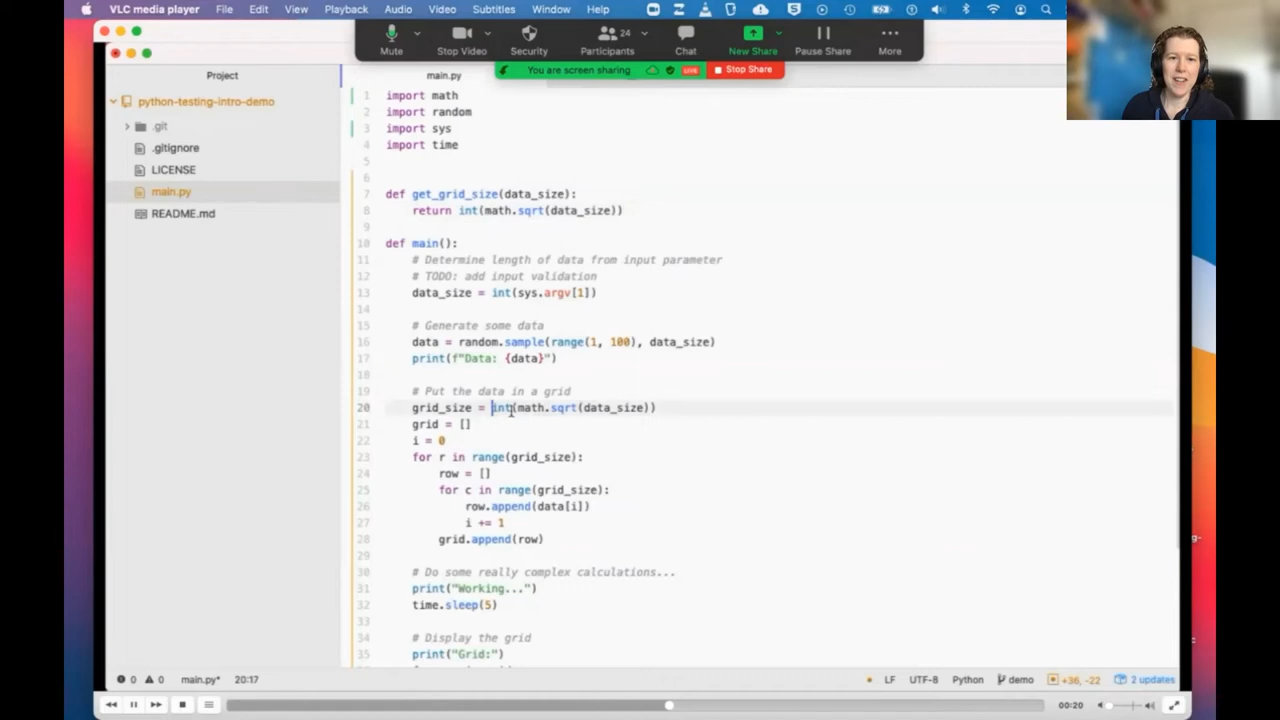 VLC media player File Edit View Playback Audio Video Subtitles Window Help
Mute Stop Video Security Participants 24 Chat New Share Pause Share More
You are screen sharing LIVE Stop Share
Project
main.py
python-testing-intro-demo
.git
.gitignore
LICENSE
main.py
README.md
1 import math
2 import random
3 import sys
4 import time
5
6
7 def get_grid_size(data_size):
8 return int(math.sqrt(data_size))
9
10 def main():
11 # Determine length of data from input parameter
12 # TODO: add input validation
13 data_size = int(sys.argv[1])
14
15 # Generate some data
16 data = random.sample(range(1, 100), data_size)
17 print(f"Data: {data}")
18
19 # Put the data in a grid
20 grid_size = int(math.sqrt(data_size))
21 grid = []
22 i = 0
23 for r in range(grid_size):
24 row = []
25 for c in range(grid_size):
26 row.append(data[i])
27 i += 1
28 grid.append(row)
29
30 # Do some really complex calculations...
31 print("Working...")
32 time.sleep(5)
33
34 # Display the grid
35 print("Grid:")
0 0 main.py* 20:17 LF UTF-8 Python demo +36, -22 2 updates
00:20